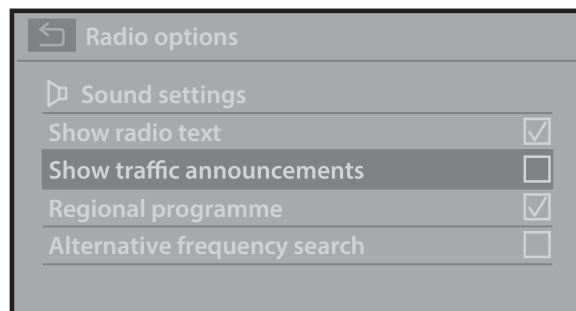 Radio options
Sound settings
Show radio text
Show traffic announcements
Regional programme
Alternative frequency search